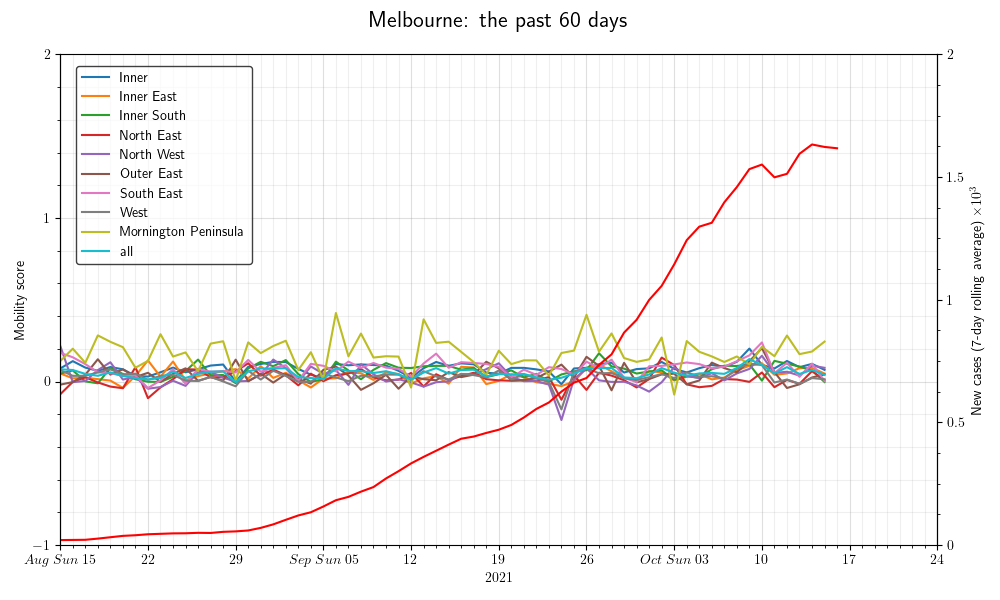 Melbourne: the past 60 days
2
1
0
−1
Mobility score
Inner
Inner East
Inner South
North East
North West
Outer East
South East
West
Mornington Peninsula
all
2
1.5
1
0.5
0
New cases (7-day rolling average) ×10³
Aug Sun 15
22
29
Sep Sun 05
12
19
26
Oct Sun 03
10
17
24
2021